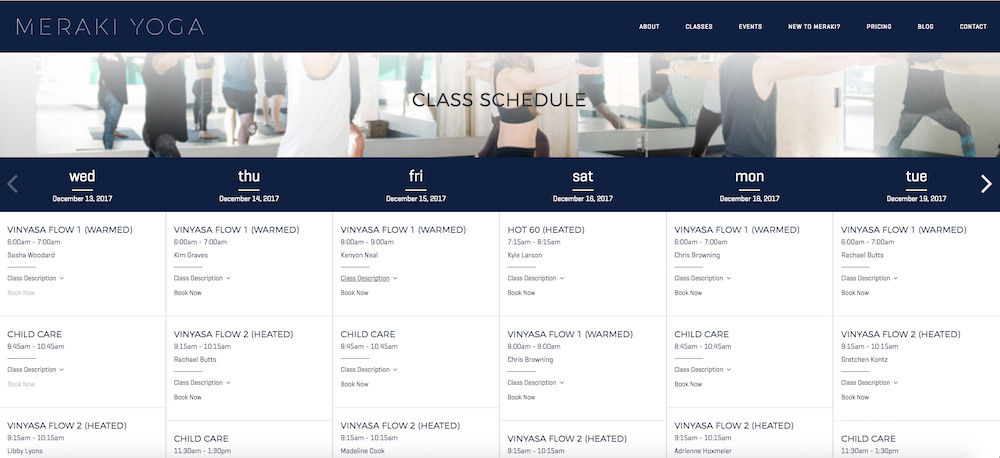 MERAKI YOGA
ABOUT CLASSES EVENTS NEW TO MERAKI? PRICING BLOG CONTACT
CLASS SCHEDULE
wed
December 13, 2017
thu
December 14, 2017
fri
December 15, 2017
sat
December 16, 2017
mon
December 18, 2017
tue
December 19, 2017
VINYASA FLOW 1 (WARMED)
6:00am - 7:00am
Sasha Woodard
Class Description
Book Now
CHILD CARE
8:45am - 10:45am
Class Description
Book Now
VINYASA FLOW 2 (HEATED)
9:15am - 10:15am
Libby Lyons
VINYASA FLOW 1 (WARMED)
6:00am - 7:00am
Kim Graves
Class Description
Book Now
VINYASA FLOW 2 (HEATED)
9:15am - 10:15am
Rachael Butts
Class Description
Book Now
CHILD CARE
11:30am - 1:30pm
VINYASA FLOW 1 (WARMED)
8:00am - 9:00am
Kenyon Neal
Class Description
Book Now
CHILD CARE
8:45am - 10:45am
Class Description
Book Now
VINYASA FLOW 2 (HEATED)
9:15am - 10:15am
Madeline Cook
HOT 60 (HEATED)
7:15am - 8:15am
Kyle Larson
Class Description
Book Now
VINYASA FLOW 1 (WARMED)
8:00am - 9:00am
Chris Browning
Class Description
Book Now
VINYASA FLOW 2 (HEATED)
9:15am - 10:15am
VINYASA FLOW 1 (WARMED)
6:00am - 7:00am
Chris Browning
Class Description
Book Now
CHILD CARE
8:45am - 10:45am
Class Description
Book Now
VINYASA FLOW 2 (HEATED)
9:15am - 10:15am
Adrienne Hoxmeier
VINYASA FLOW 1 (WARMED)
6:00am - 7:00am
Rachael Butts
Class Description
Book Now
VINYASA FLOW 2 (HEATED)
9:15am - 10:15am
Gretchen Kontz
Class Description
Book Now
CHILD CARE
11:30am - 1:30pm